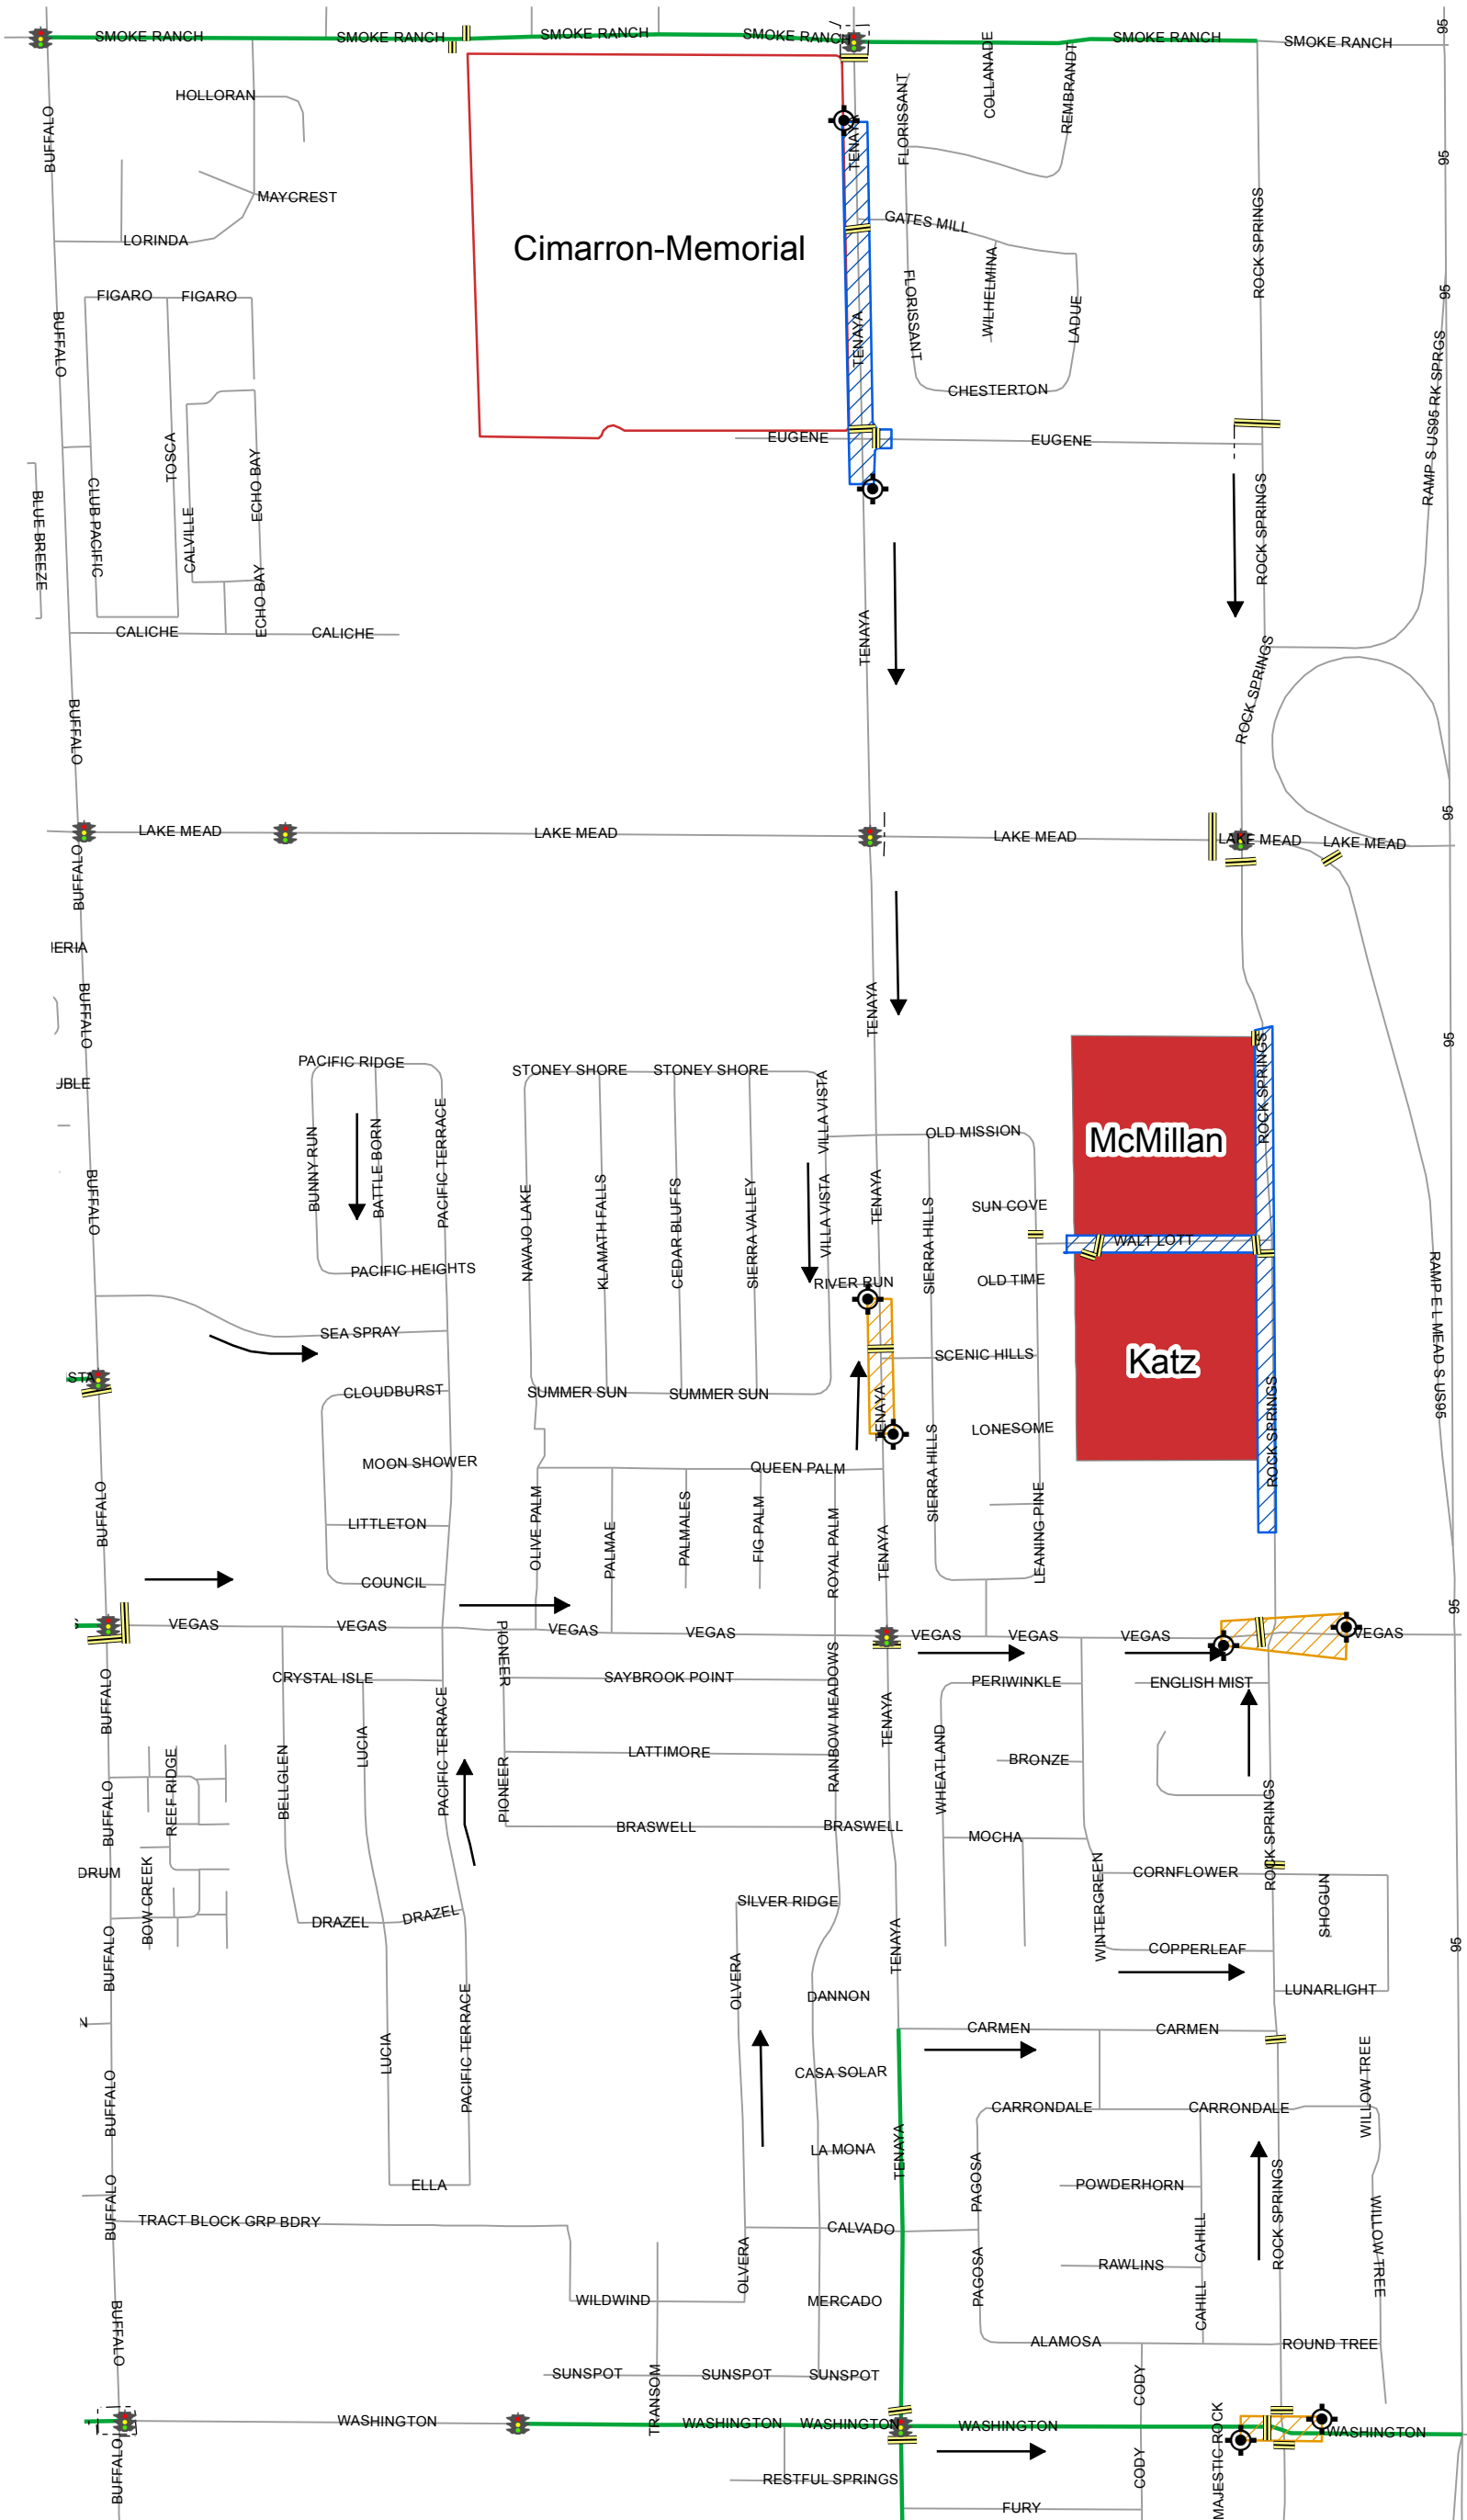 SMOKE RANCH
SMOKE RANCH
SMOKE RANCH
SMOKE RANCH
SMOKE RANCH
SMOKE RANCH
95
HOLLORAN
BUFFALO
MAYCREST
LORINDA
Cimarron-Memorial
TENAYA
FLORISSANT
COLLANADE
REMBRANDT
GATES MILL
ROCK SPRINGS
95
FIGARO
FIGARO
BUFFALO
TENAYA
FLORISSANT
WILHELMINA
LADUE
CHESTERTON
95
RAMP S US95 RK SPRGS
EUGENE
EUGENE
BLUE BREEZE
CLUB PACIFIC
TOSCA
CALVILLE
ECHO BAY
ECHO BAY
ROCK SPRINGS
CALICHE
CALICHE
TENAYA
ROCK SPRINGS
BUFFALO
LAKE MEAD
LAKE MEAD
LAKE MEAD
LAKE MEAD
LAKE MEAD
95
BUFFALO
IERIA
BUFFALO
TENAYA
95
JBLE
PACIFIC RIDGE
STONEY SHORE
STONEY SHORE
VILLA VISTA
OLD MISSION
McMillan
ROCK SPRINGS
BUFFALO
BUNNY RUN
BATTLE BORN
PACIFIC TERRACE
NAVAJO LAKE
KLAMATH FALLS
CEDAR BLUFFS
SIERRA VALLEY
VILLA VISTA
TENAYA
SIERRA HILLS
SUN COVE
WALT LOTT
PACIFIC HEIGHTS
RIVER RUN
OLD TIME
SEA SPRAY
SCENIC HILLS
Katz
RAMP E L MEAD S US95
STA
CLOUDBURST
SUMMER SUN
SUMMER SUN
TENAYA
LONESOME
ROCK SPRINGS
MOON SHOWER
QUEEN PALM
SIERRA HILLS
BUFFALO
LITTLETON
OLIVE PALM
PALMAE
PALMALES
FIG PALM
ROYAL PALM
TENAYA
LEANING PINE
COUNCIL
95
VEGAS
VEGAS
VEGAS
VEGAS
VEGAS
VEGAS
VEGAS
VEGAS
PIONEER
CRYSTAL ISLE
SAYBROOK POINT
PERIWINKLE
ENGLISH MIST
BUFFALO
BELLGLEN
LUCIA
PACIFIC TERRACE
PIONEER
LATTIMORE
RAINBOW MEADOWS
TENAYA
WHEATLAND
BRONZE
BUFFALO
REEF RIDGE
BRASWELL
BRASWELL
MOCHA
ROCK SPRINGS
DRUM
BOW CREEK
CORNFLOWER
WINTERGREEN
SHOGUN
DRAZEL
DRAZEL
SILVER RIDGE
TENAYA
COPPERLEAF
95
BUFFALO
OLVERA
DANNON
LUNARLIGHT
N
LUCIA
PACIFIC TERRACE
CARMEN
CARMEN
CASA SOLAR
WILLOW TREE
BUFFALO
CARRONDALE
CARRONDALE
LA MONA
TENAYA
PAGOSA
POWDERHORN
ROCK SPRINGS
ELLA
BUFFALO
TRACT BLOCK GRP BDRY
CALVADO
CAHILL
WILLOW TREE
OLVERA
PAGOSA
RAWLINS
WILDWIND
MERCADO
CAHILL
BUFFALO
ALAMOSA
ROUND TREE
SUNSPOT
SUNSPOT
SUNSPOT
TRANSOM
CODY
WASHINGTON
WASHINGTON
WASHINGTON
WASHINGTON
WASHINGTON
MAJESTIC ROCK
BUFFALO
RESTFUL SPRINGS
CODY
FURY